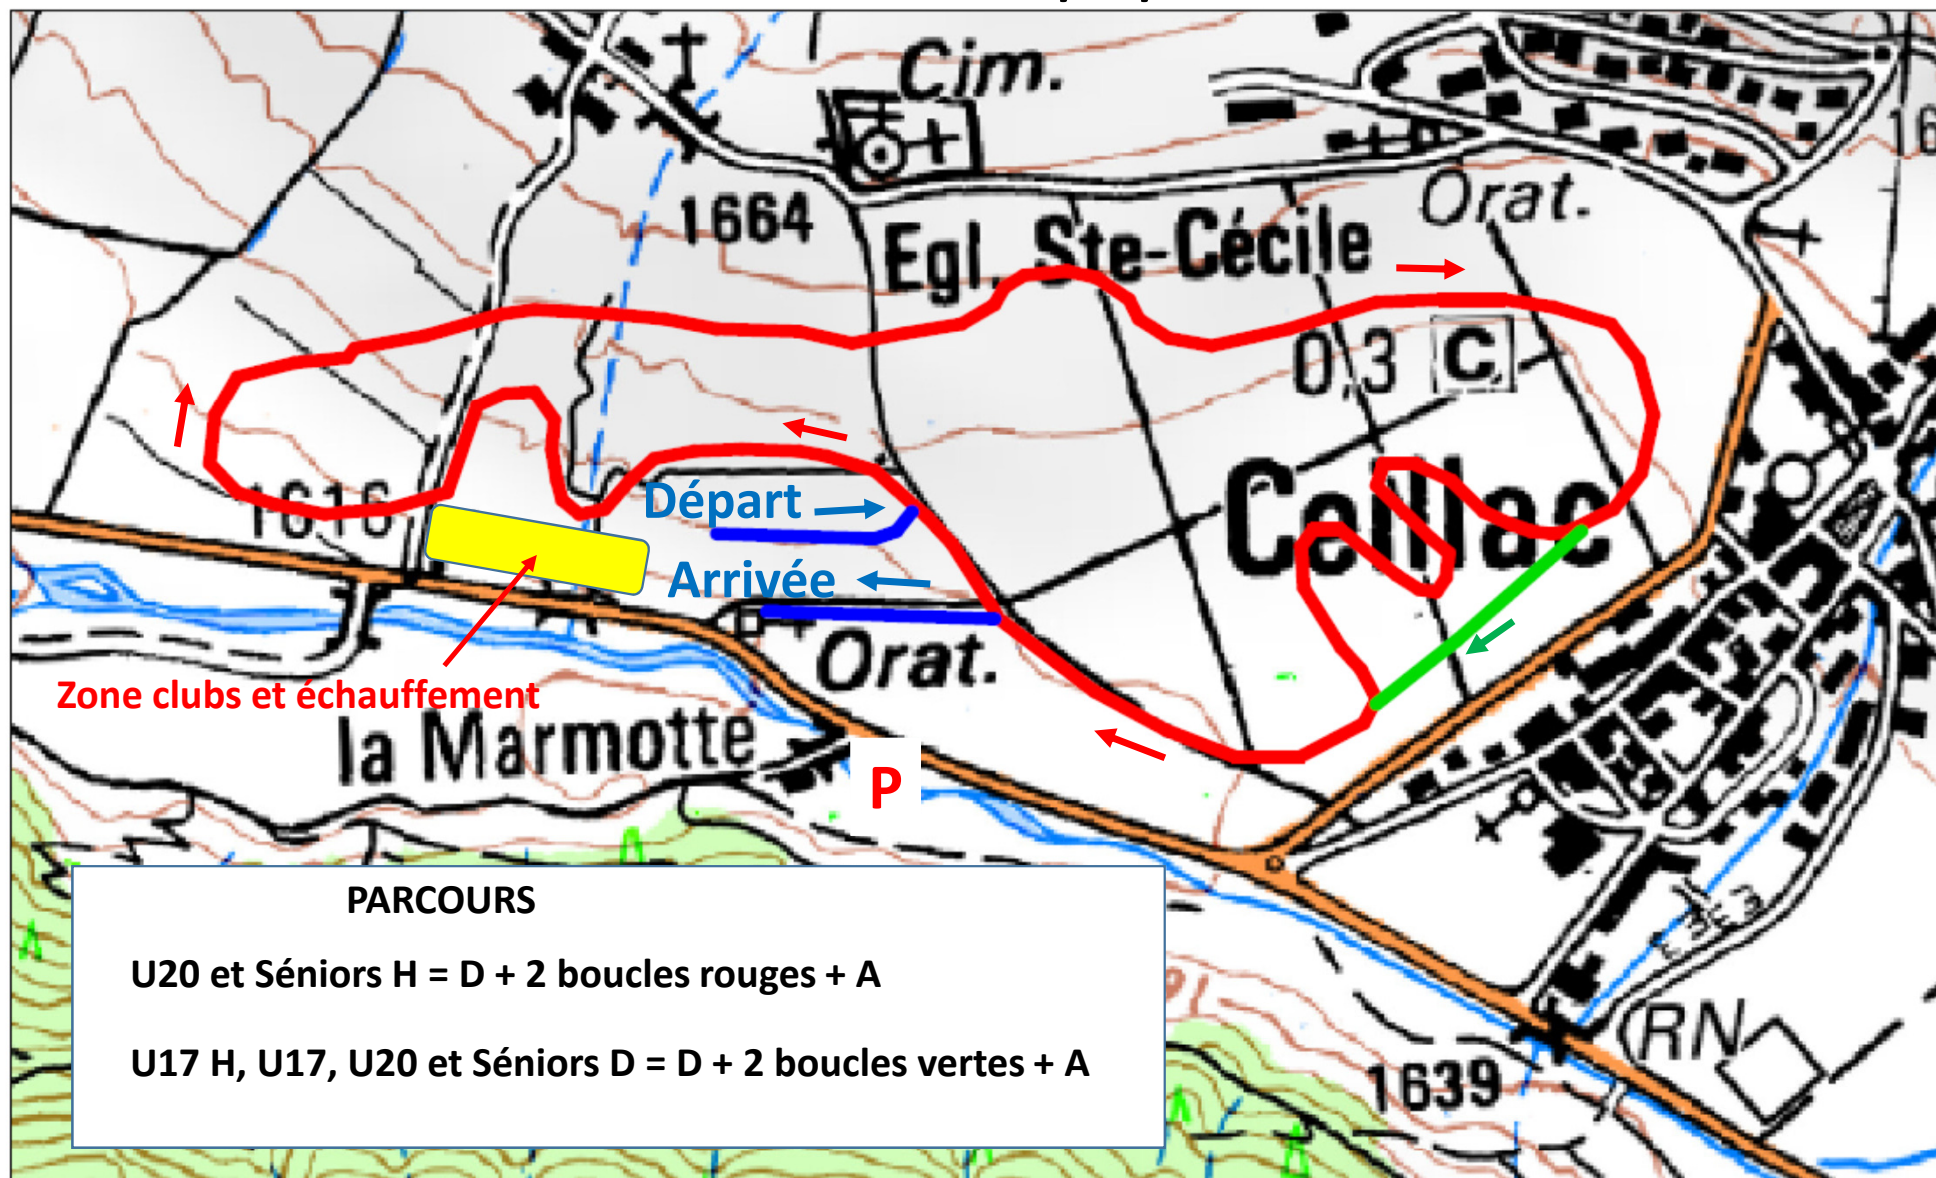 Cim.
16
Orat.
1664
Egl. Ste-Cécile
0,3 C
1616
Départ
Ceillac
Arrivée
Orat.
Zone clubs et échauffement
la Marmotte
P
PARCOURS
U20 et Séniors H = D + 2 boucles rouges + A
U17 H, U17, U20 et Séniors D = D + 2 boucles vertes + A
RN
1639